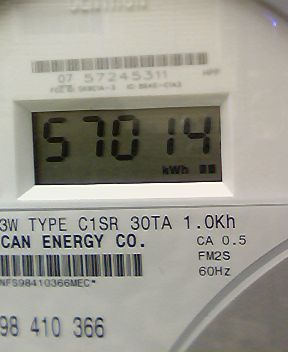 07 57245311
57014
kWh
3W TYPE C1SR 30TA 1.0Kh
CAN ENERGY CO.
CA 0.5
FM2S
60Hz
NFS98410366MEC*
98 410 366